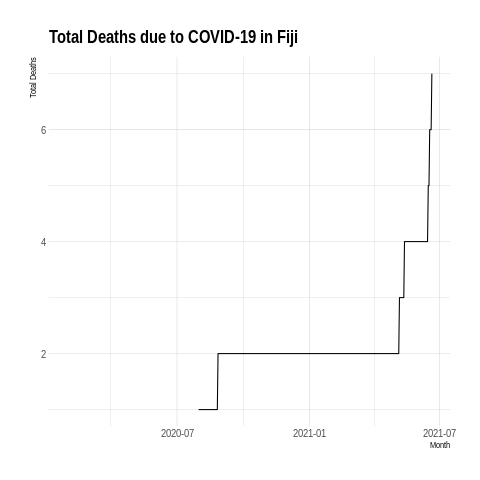 Total Deaths due to COVID-19 in Fiji
Total Deaths
6
4
2
2020-07
2021-01
2021-07
Month